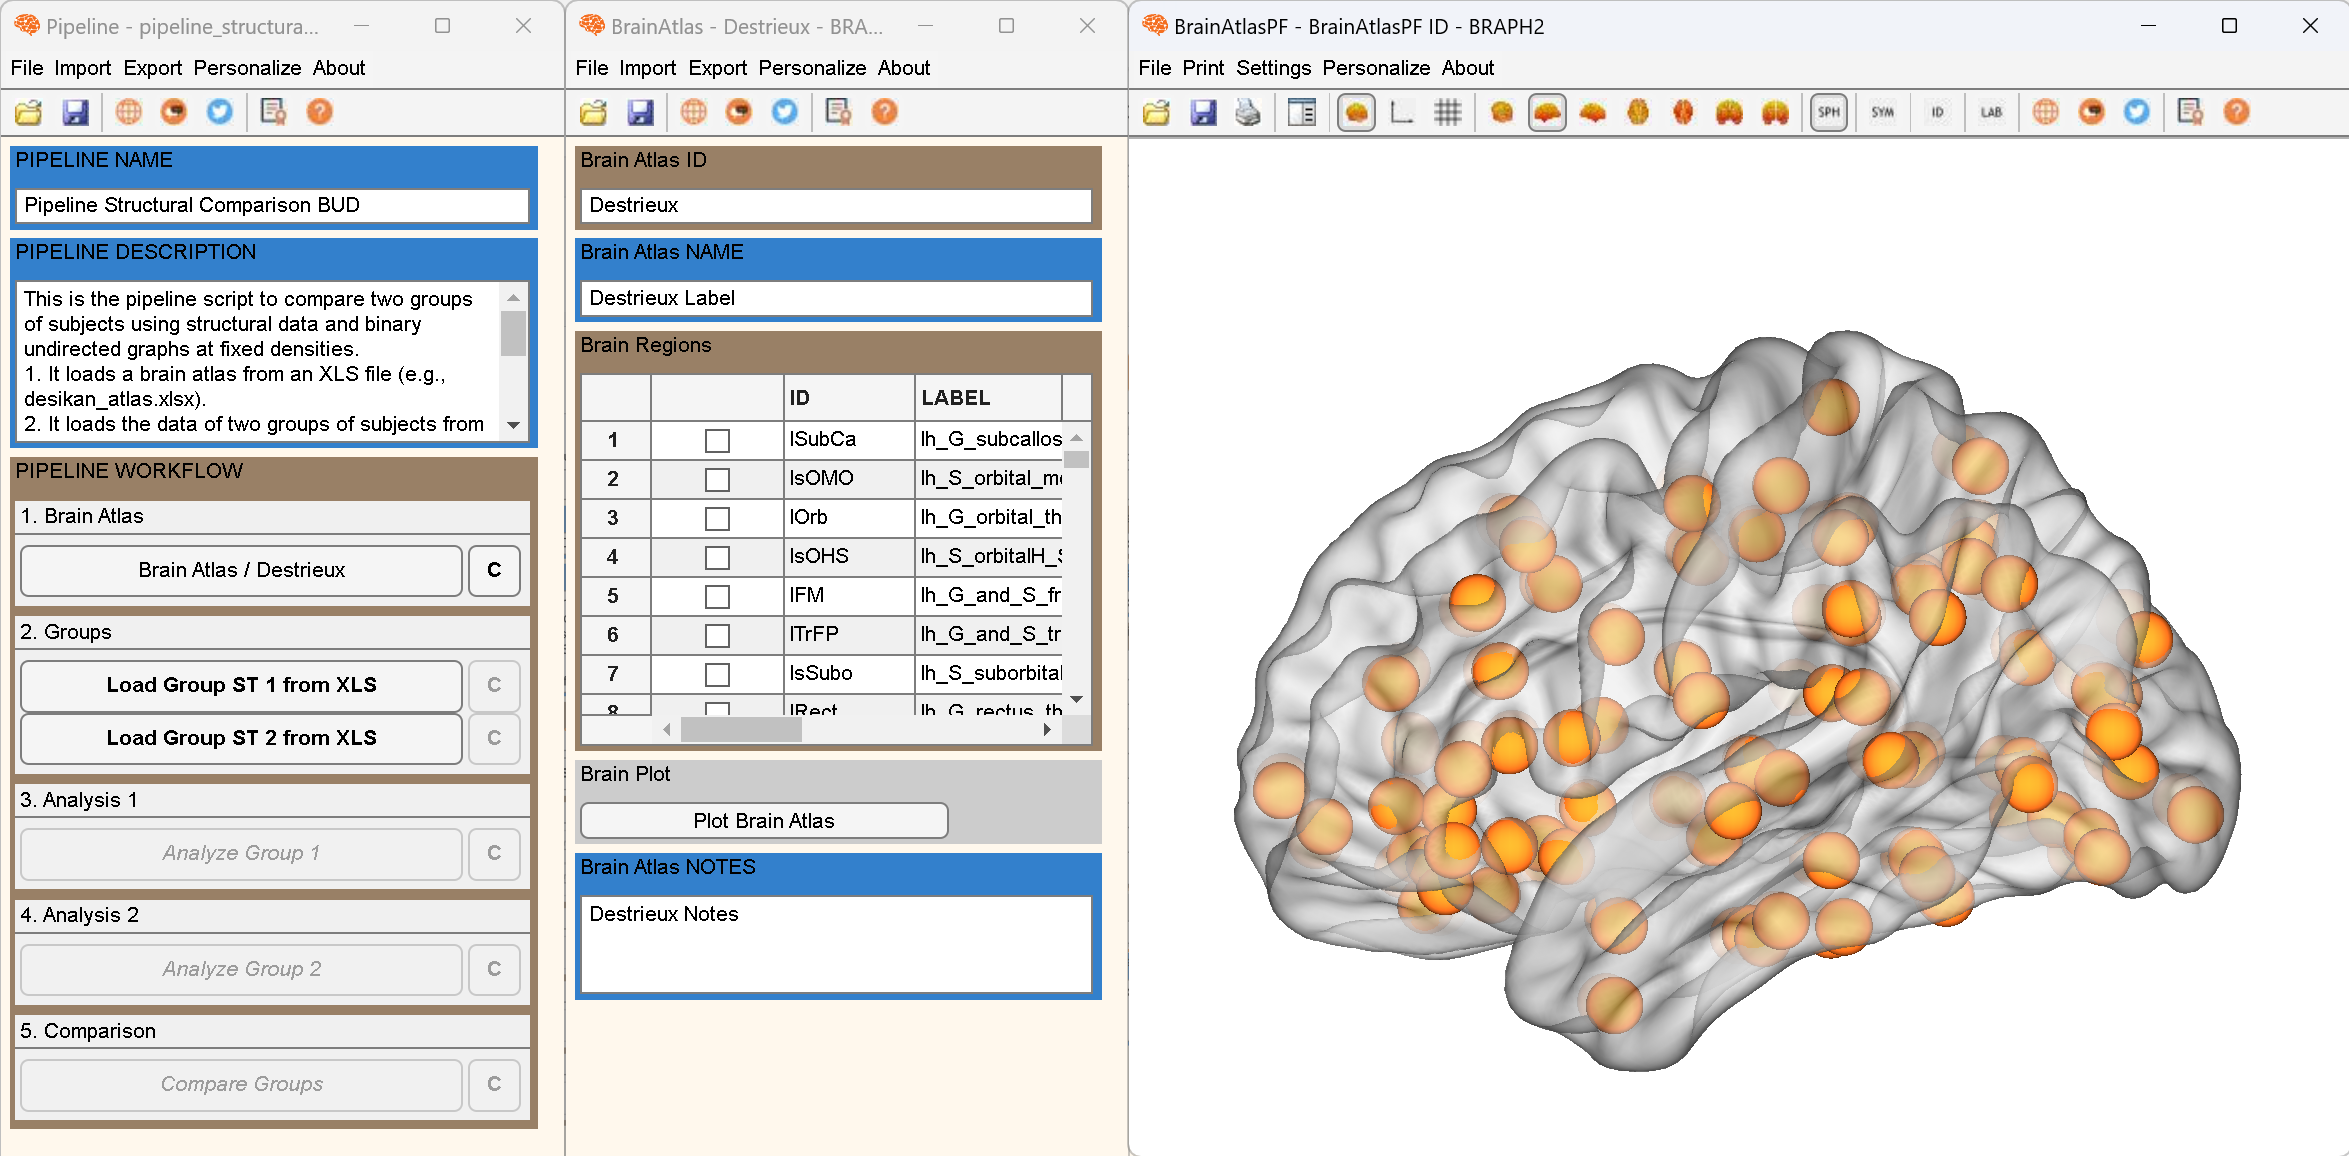 Pipeline - pipeline_structura...
File Import Export Personalize About
PIPELINE NAME
Pipeline Structural Comparison BUD
PIPELINE DESCRIPTION
This is the pipeline script to compare two groups
of subjects using structural data and binary
undirected graphs at fixed densities.
1. It loads a brain atlas from an XLS file (e.g.,
desikan_atlas.xlsx).
2. It loads the data of two groups of subjects from
PIPELINE WORKFLOW
1. Brain Atlas
Brain Atlas / Destrieux C
2. Groups
Load Group ST 1 from XLS C
Load Group ST 2 from XLS C
3. Analysis 1
Analyze Group 1 C
4. Analysis 2
Analyze Group 2 C
5. Comparison
Compare Groups C
BrainAtlas - Destrieux - BRA...
File Import Export Personalize About
Brain Atlas ID
Destrieux
Brain Atlas NAME
Destrieux Label
Brain Regions
ID LABEL
1 lSubCa lh_G_subcallos
2 lsOMO lh_S_orbital_me
3 lOrb lh_G_orbital_th
4 lsOHS lh_S_orbitalH_S
5 lFM lh_G_and_S_fr
6 lTrFP lh_G_and_S_tr
7 lsSubo lh_S_suborbital
8 lRect lh_G_rectus_th
Brain Plot
Plot Brain Atlas
Brain Atlas NOTES
Destrieux Notes
BrainAtlasPF - BrainAtlasPF ID - BRAPH2
File Print Settings Personalize About
SPH SYM ID LAB